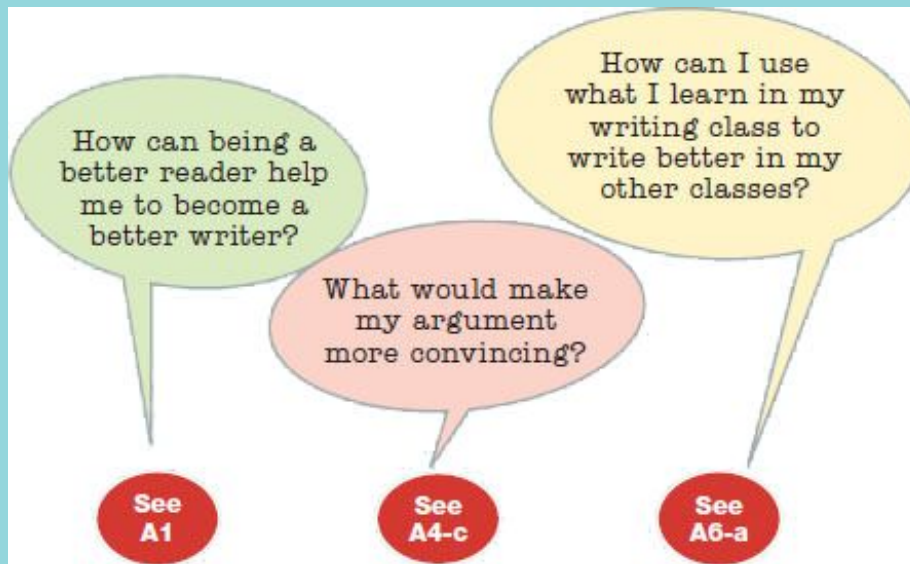 How can being a
better reader help
me to become a
better writer?
What would make
my argument
more convincing?
How can I use
what I learn in my
writing class to
write better in my
other classes?
See
A1
See
A4-c
See
A6-a